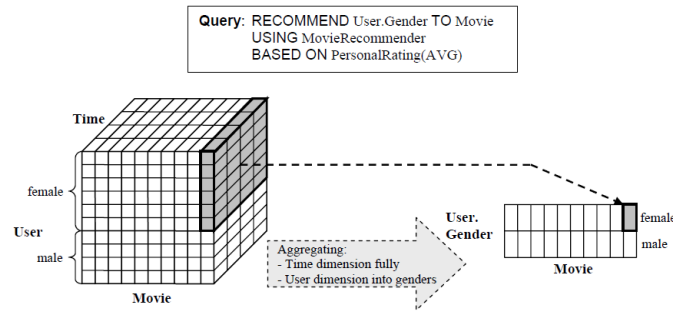 Query: RECOMMEND User.Gender TO Movie
USING MovieRecommender
BASED ON PersonalRating(AVG)
Time
female
User
male
Movie
Aggregating:
- Time dimension fully
- User dimension into genders
User.
Gender
female
male
Movie